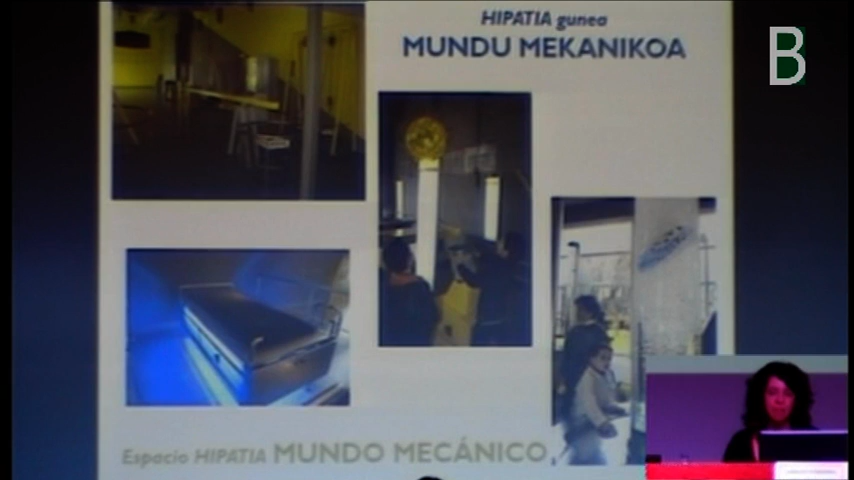 HIPATIA gunea
MUNDU MEKANIKOA
B
Espacio HIPATIA MUNDO MECÁNICO